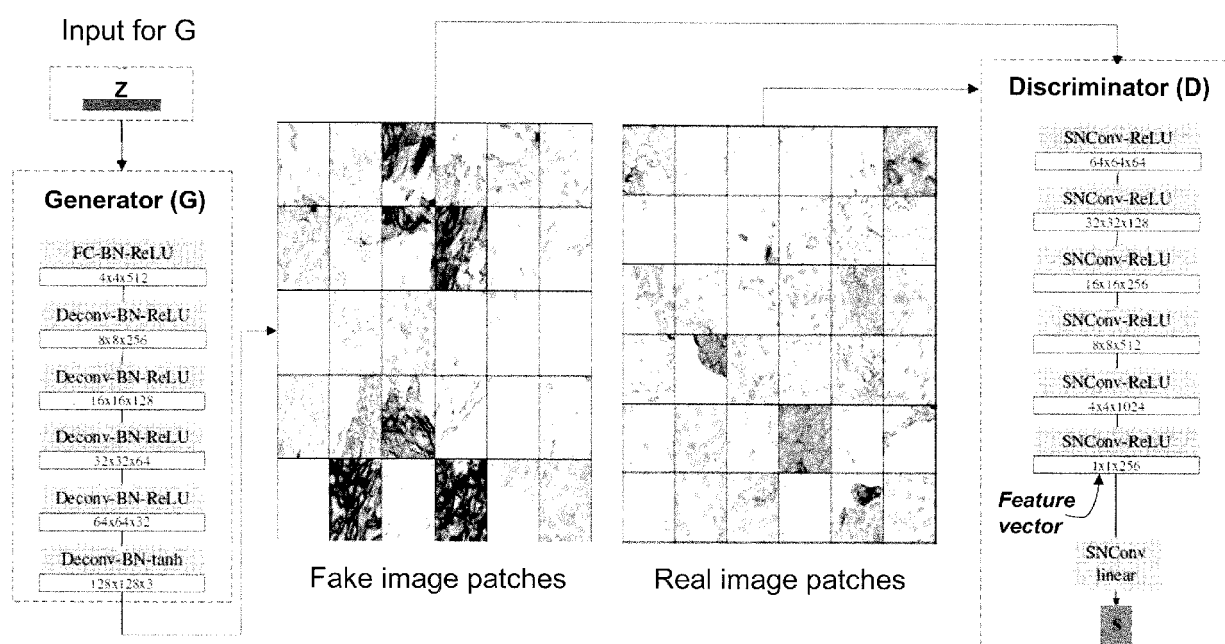 Input for G
Z
Generator (G)
FC-BN-ReLU
4x4x512
Deconv-BN-ReLU
8x8x256
Deconv-BN-ReLU
16x16x128
Deconv-BN-ReLU
32x32x64
Deconv-BN-ReLU
64x64x32
Deconv-BN-tanh
128x128x3
Fake image patches
Real image patches
Discriminator (D)
SNConv-ReLU
64x64x64
SNConv-ReLU
32x32x128
SNConv-ReLU
16x16x256
SNConv-ReLU
8x8x512
SNConv-ReLU
4x4x1024
SNConv-ReLU
1x1x256
Feature
vector
SNConv
linear
s